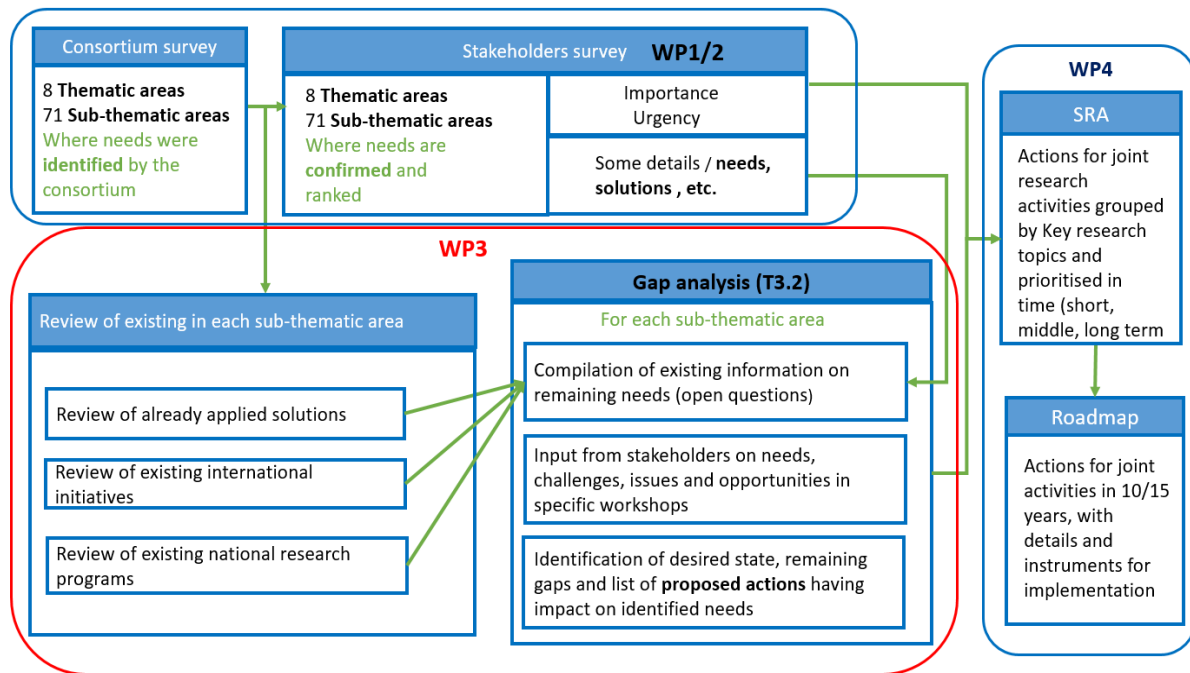 Consortium survey
8 Thematic areas
71 Sub-thematic areas
Where needs were
identified by the
consortium
Stakeholders survey WP1/2
8 Thematic areas
71 Sub-thematic areas
Where needs are
confirmed and
ranked
Importance
Urgency
Some details / needs,
solutions , etc.
WP3
Review of existing in each sub-thematic area
Review of already applied solutions
Review of existing international
initiatives
Review of existing national research
programs
Gap analysis (T3.2)
For each sub-thematic area
Compilation of existing information on
remaining needs (open questions)
Input from stakeholders on needs,
challenges, issues and opportunities in
specific workshops
Identification of desired state, remaining
gaps and list of proposed actions having
impact on identified needs
WP4
SRA
Actions for joint
research
activities grouped
by Key research
topics and
prioritised in
time (short,
middle, long term
Roadmap
Actions for joint
activities in 10/15
years, with
details and
instruments for
implementation